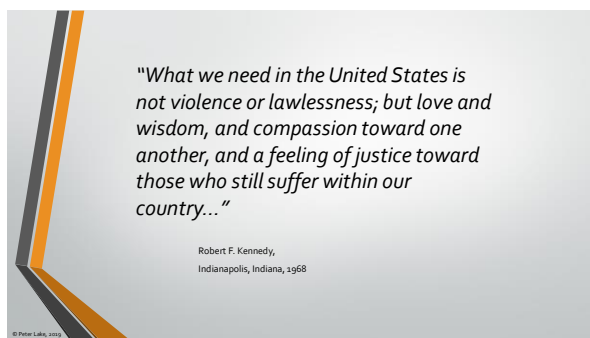 “What we need in the United States is
not violence or lawlessness; but love and
wisdom, and compassion toward one
another, and a feeling of justice toward
those who still suffer within our
country…”
Robert F. Kennedy,
Indianapolis, Indiana, 1968
© Peter Lake, 2019